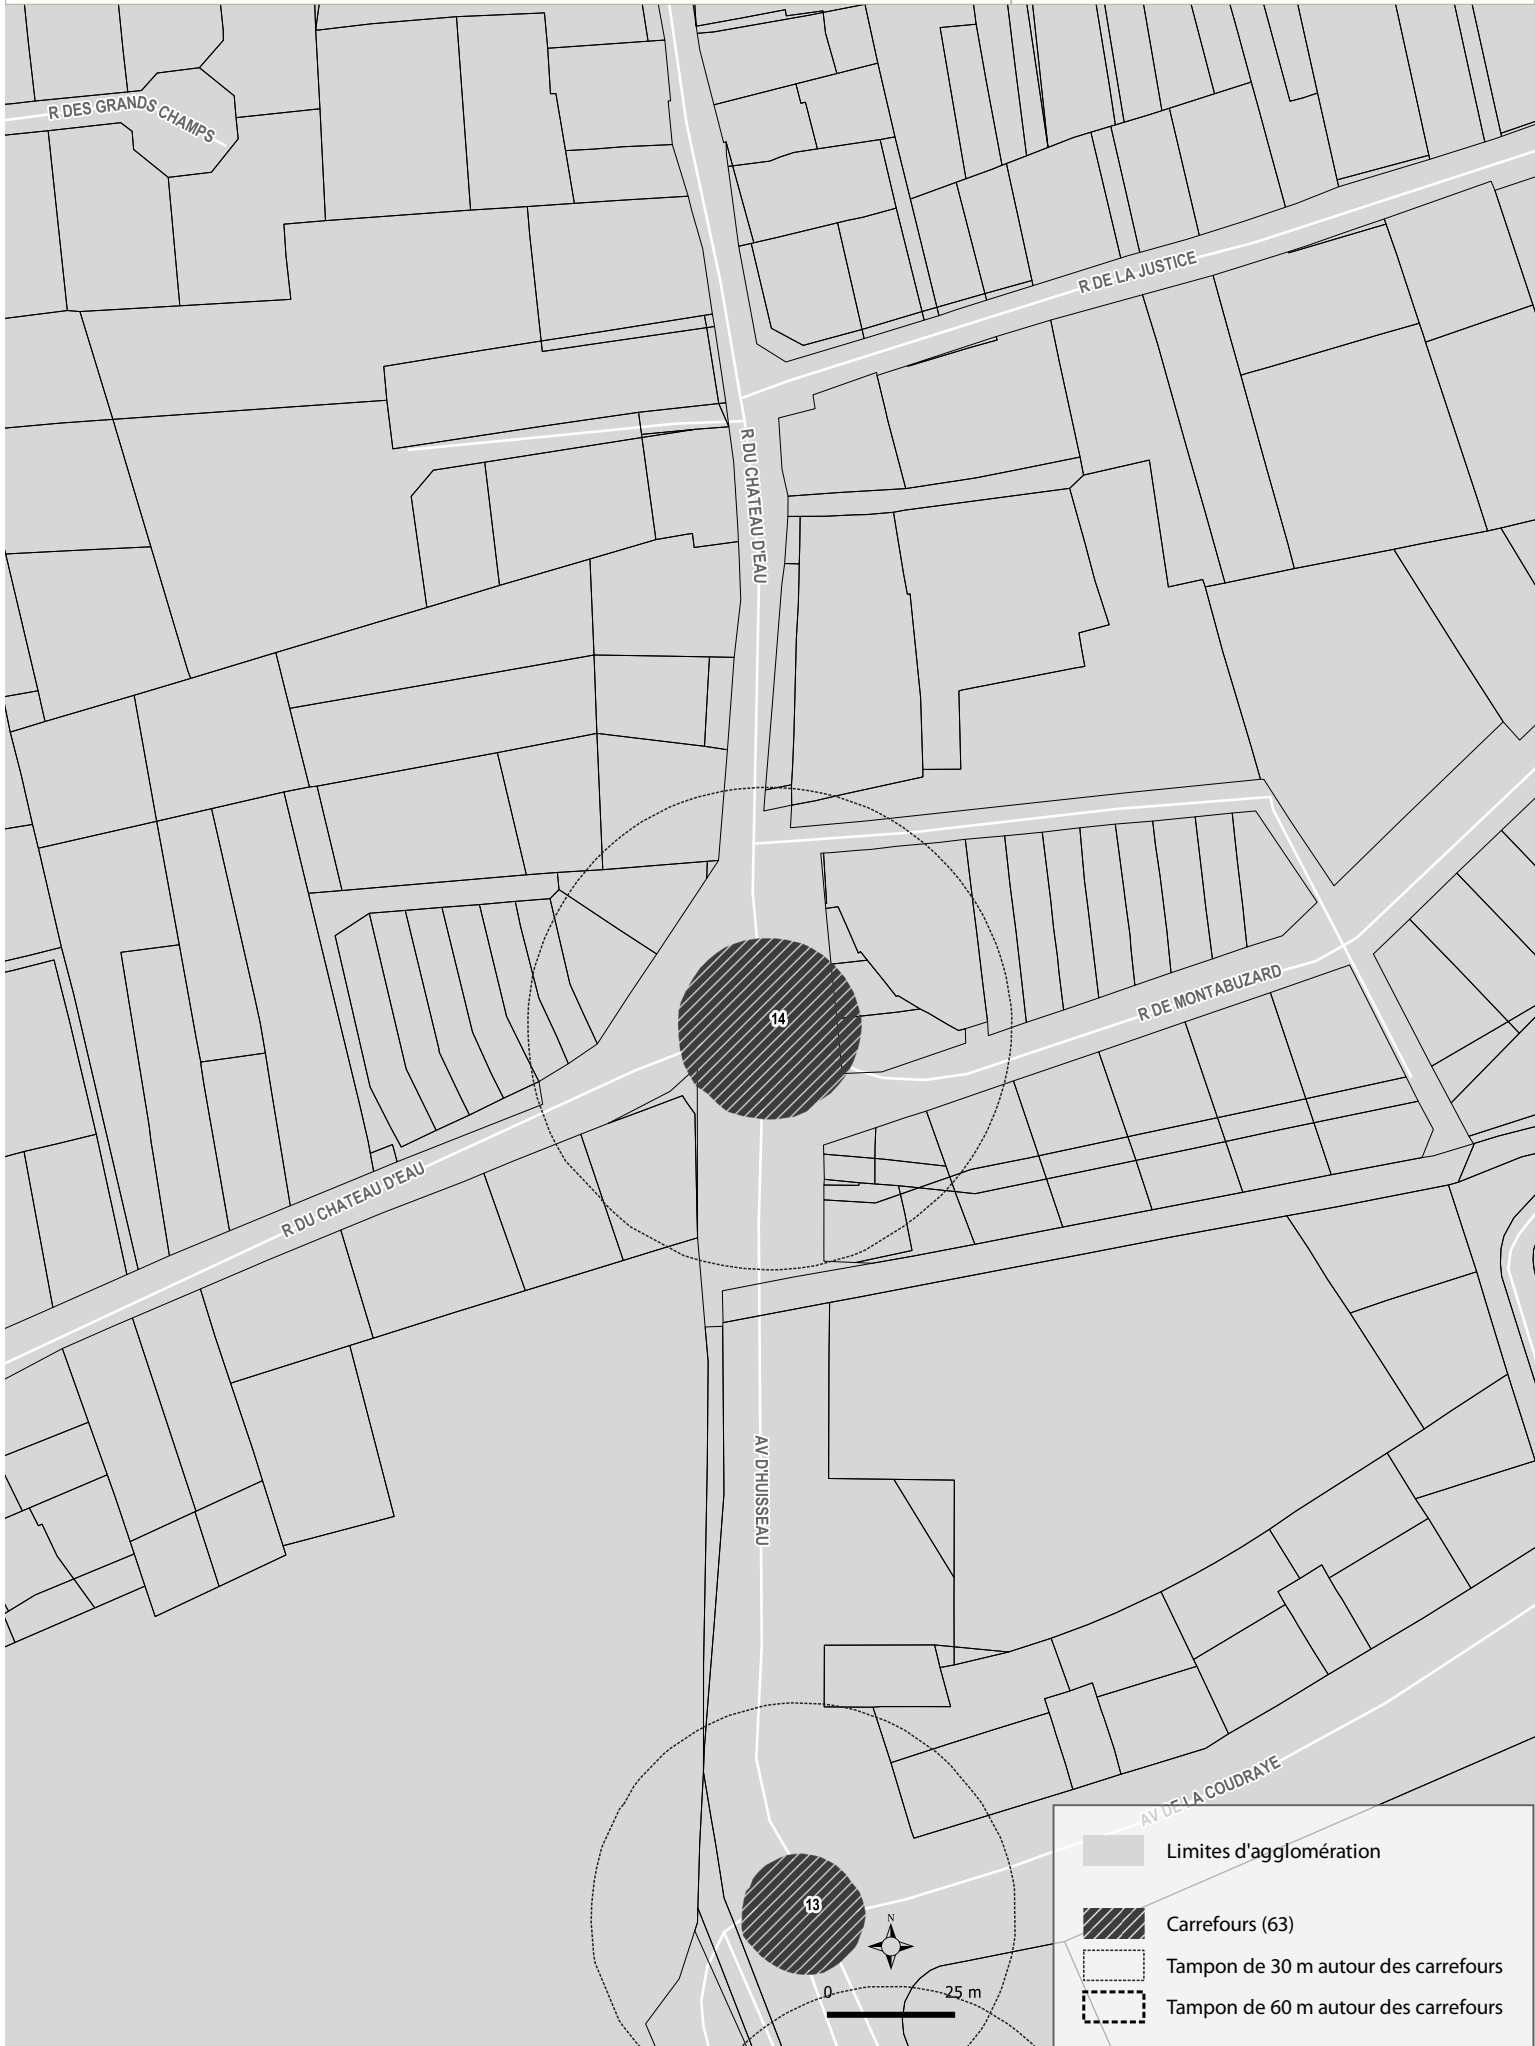 R DES GRANDS CHAMPS
R DE LA JUSTICE
R DU CHATEAU D'EAU
14
R DE MONTABUZARD
R DU CHATEAU D'EAU
AV D'HUISSEAU
AV DE LA COUDRAYE
13
N
0 25 m
Limites d'agglomération
Carrefours (63)
Tampon de 30 m autour des carrefours
Tampon de 60 m autour des carrefours